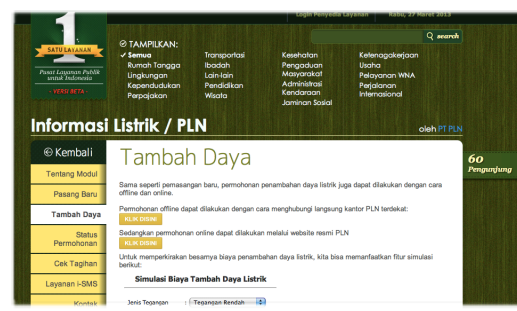 Login Penyedia Layanan
Rabu, 27 Maret 2013
1
SATU LAYANAN
Pusat Layanan Publik
untuk Indonesia
- VERSI BETA -
search
TAMPILKAN:
✓ Semua
Rumah Tangga
Lingkungan
Kependudukan
Perpajakan
Transportasi
Ibadah
Lain-lain
Pendidikan
Wisata
Kesehatan
Pengaduan
Masyarakat
Administrasi
Kendaraan
Jaminan Sosial
Ketenagakerjaan
Usaha
Pelayanan WNA
Perjalanan
Internasional
Informasi Listrik / PLN
oleh PT PLN
Kembali
Tentang Modul
Pasang Baru
Tambah Daya
Status
Permohonan
Cek Tagihan
Layanan i-SMS
Kontak
Tambah Daya
Sama seperti pemasangan baru, permohonan penambahan daya listrik juga dapat dilakukan dengan cara
offline dan online.
Permohonan offline dapat dilakukan dengan cara menghubungi langsung kantor PLN terdekat:
KLIK DISINI
Sedangkan permohonan online dapat dilakukan melalui website resmi PLN
KLIK DISINI
Untuk memperkirakan besarnya biaya penambahan daya listrik, kita bisa memanfaatkan fitur simulasi
berikut:
Simulasi Biaya Tambah Daya Listrik
Jenis Tegangan : Tegangan Rendah
60
Pengunjung